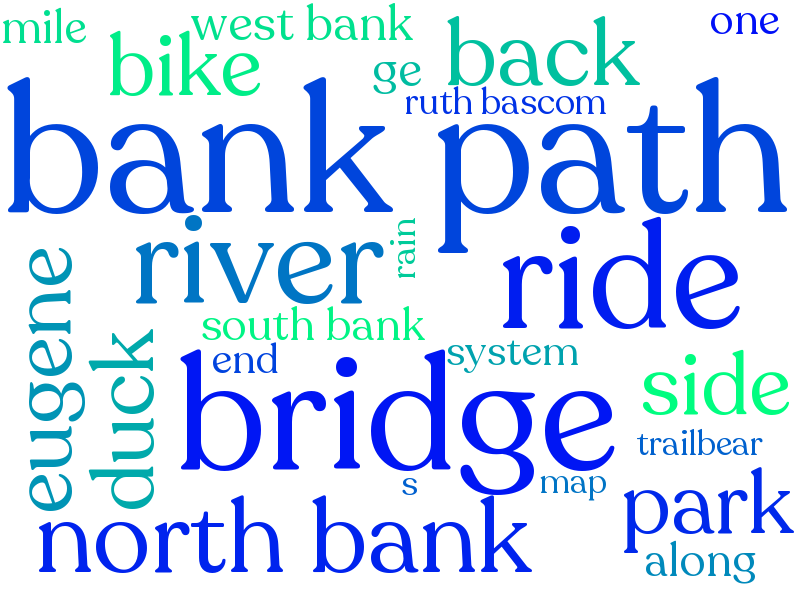 mile
west bank
one
bike
ge
back
ruth bascom
bank path
river
rain
ride
eugene
duck
south bank
end
system
bridge
side
trailbear
s
map
park
north bank
along